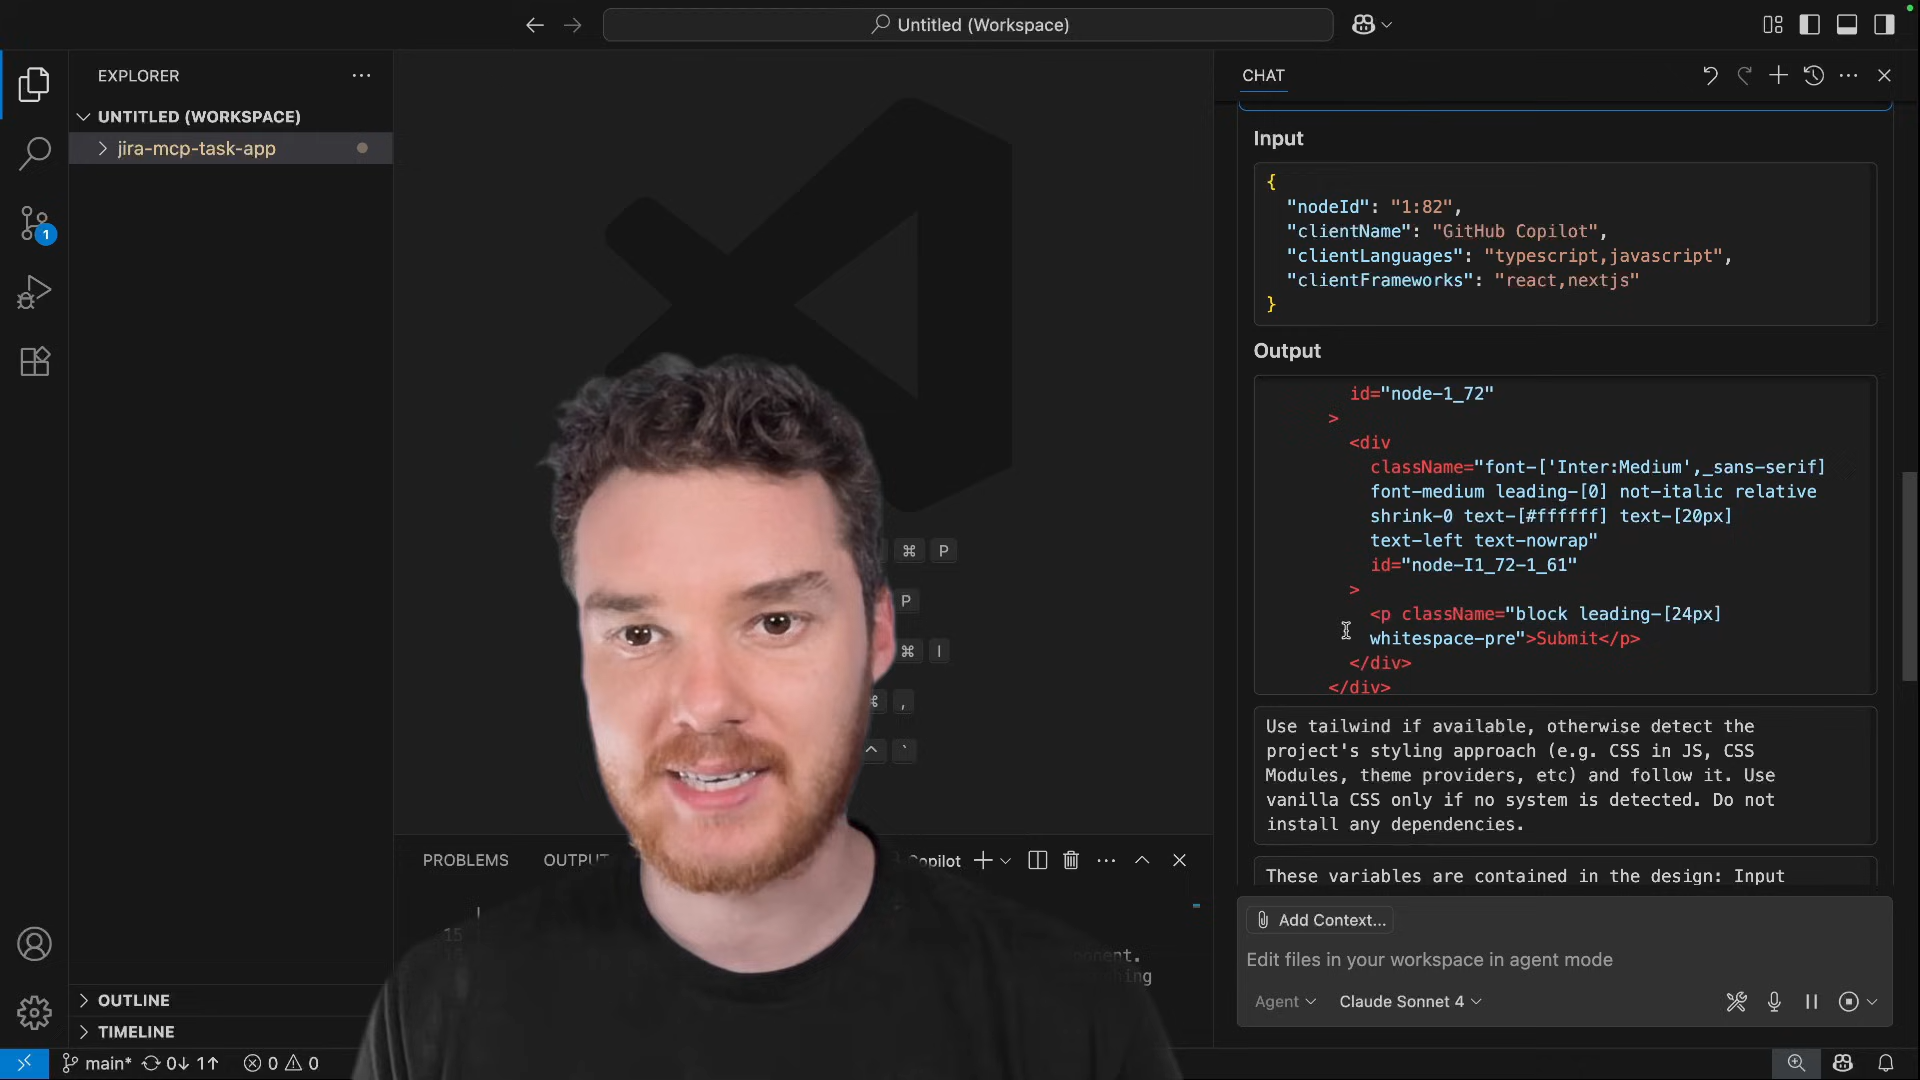 Untitled (Workspace)
EXPLORER
UNTITLED (WORKSPACE)
jira-mcp-task-app
1
OUTLINE
TIMELINE
main*
0↓ 1↑
0
0
⌘ P
P
⌘ I
⌘ ,
^ `
PROBLEMS
OUTPUT
Copilot
15
ponent.
CHAT
Input
{
"nodeId": "1:82",
"clientName": "GitHub Copilot",
"clientLanguages": "typescript,javascript",
"clientFrameworks": "react,nextjs"
}
Output
id="node-1_72"
>
<div
className="font-['Inter:Medium',_sans-serif]
font-medium leading-[0] not-italic relative
shrink-0 text-[#ffffff] text-[20px]
text-left text-nowrap"
id="node-I1_72-1_61"
>
<p className="block leading-[24px]
whitespace-pre">Submit</p>
</div>
</div>
Use tailwind if available, otherwise detect the
project's styling approach (e.g. CSS in JS, CSS
Modules, theme providers, etc) and follow it. Use
vanilla CSS only if no system is detected. Do not
install any dependencies.
These variables are contained in the design: Input
Add Context...
Edit files in your workspace in agent mode
Agent
Claude Sonnet 4